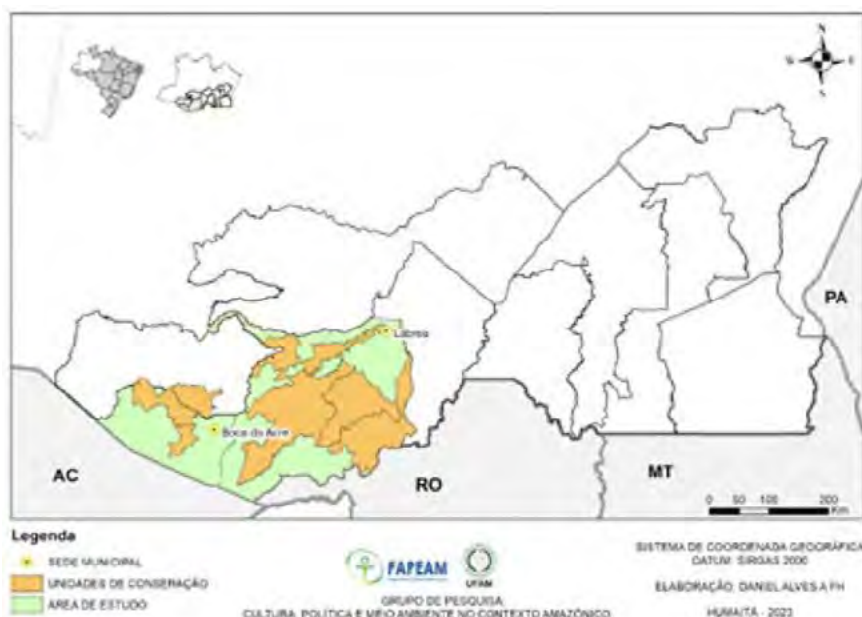 N
E
S
PA
Lábrea
Boca do Acre
AC
RO
MT
0 50 100 200
Km
Legenda
SEDE MUNICIPAL
UNIDADES DE CONSERAÇÃO
ÁREA DE ESTUDO
FAPEAM
UFAM
GRUPO DE PESQUISA:
CULTURA, POLÍTICA E MEIO AMBIENTE NO CONTEXTO AMAZÔNICO
SISTEMA DE COORDENADA GEOGRÁFICA
DATUM: SIRGAS 2000
ELABORAÇÃO: DANIEL ALVES A FH
HUMAITÁ - 2023